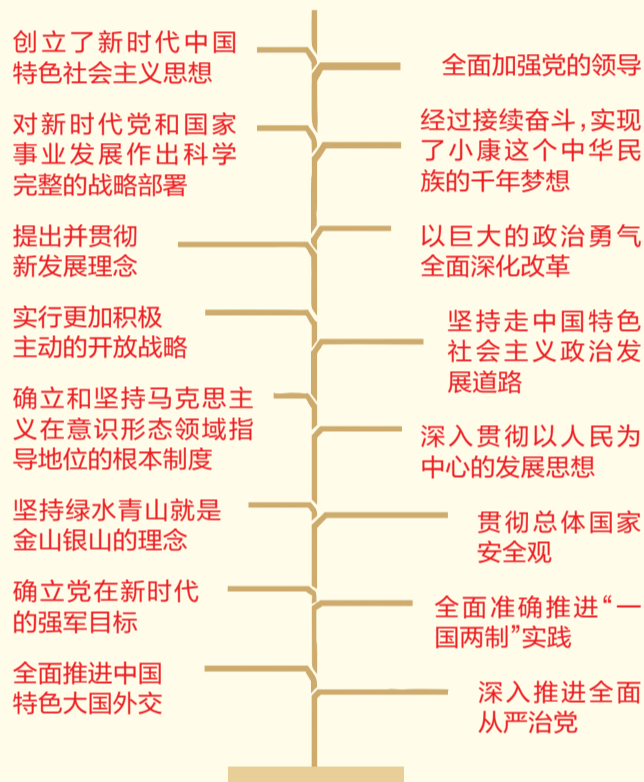 创立了新时代中国
特色社会主义思想
全面加强党的领导
对新时代党和国家
事业发展作出科学
完整的战略部署
经过接续奋斗，实现
了小康这个中华民
族的千年梦想
提出并贯彻
新发展理念
以巨大的政治勇气
全面深化改革
实行更加积极
主动的开放战略
坚持走中国特色
社会主义政治发
展道路
确立和坚持马克思主
义在意识形态领域指
导地位的根本制度
深入贯彻以人民为
中心的发展思想
坚持绿水青山就是
金山银山的理念
贯彻总体国家
安全观
确立党在新时代
的强军目标
全面准确推进“一
国两制”实践
全面推进中国
特色大国外交
深入推进全面
从严治党